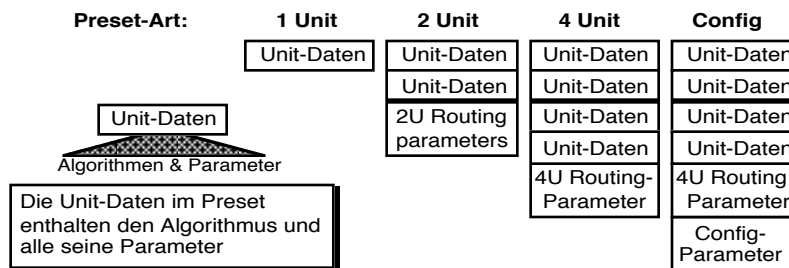 Preset-Art: 1 Unit 2 Unit 4 Unit Config
Unit-Daten Unit-Daten Unit-Daten Unit-Daten
Unit-Daten Unit-Daten Unit-Daten
Unit-Daten 2U Routing Unit-Daten Unit-Daten
parameters Unit-Daten Unit-Daten
Algorithmen & Parameter
4U Routing- 4U Routing
Parameter Parameter
Die Unit-Daten im Preset
enthalten den Algorithmus und
alle seine Parameter
Config-
Parameter